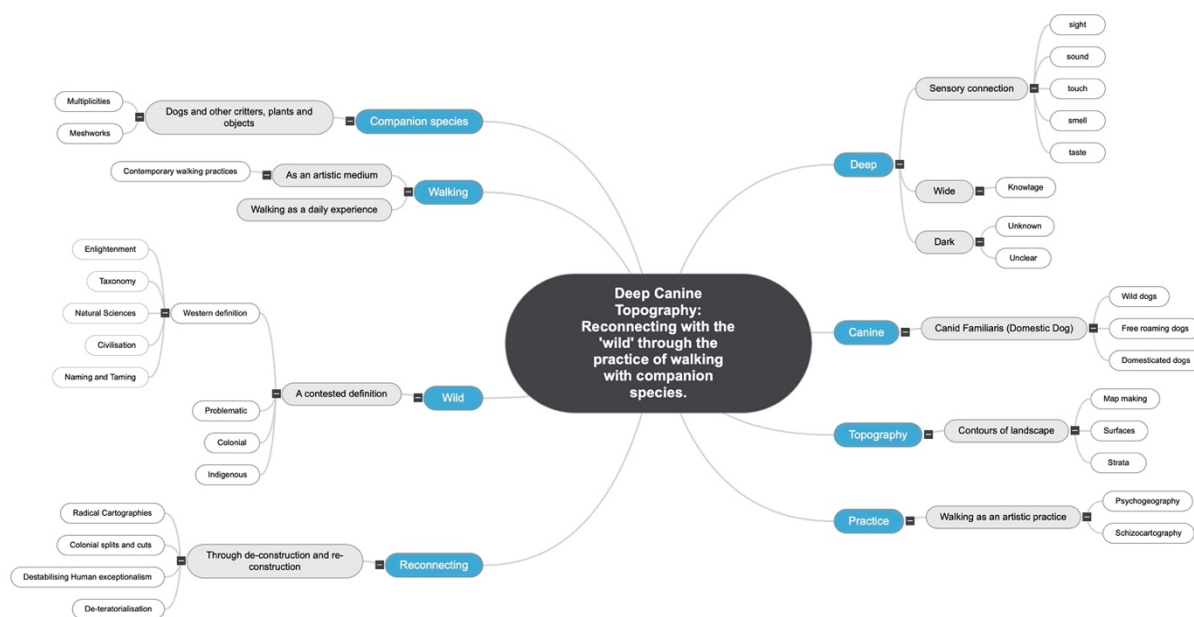 Deep Canine
Topography:
Reconnecting with the
'wild' through the
practice of walking
with companion
species.
Companion species
Dogs and other critters, plants and
objects
Multiplicities
Meshworks
Walking
As an artistic medium
Contemporary walking practices
Walking as a daily experience
Wild
A contested definition
Western definition
Enlightenment
Taxonomy
Natural Sciences
Civilisation
Naming and Taming
Problematic
Colonial
Indigenous
Reconnecting
Through de-construction and re-
construction
Radical Cartographies
Colonial splits and cuts
Destabilising Human exceptionalism
De-teratorialisation
Deep
Sensory connection
sight
sound
touch
smell
taste
Wide
Knowlage
Dark
Unknown
Unclear
Canine
Canid Familiaris (Domestic Dog)
Wild dogs
Free roaming dogs
Domesticated dogs
Topography
Contours of landscape
Map making
Surfaces
Strata
Practice
Walking as an artistic practice
Psychogeography
Schizocartography